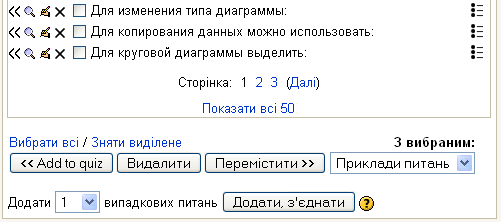 Для изменения типа диаграммы:
Для копирования данных можно использовать:
Для круговой диаграммы выделить:
Сторінка: 1 2 3 (Далі)
Показати всі 50
Вибрати всі / Зняти виділене З вибраним:
<< Add to quiz Видалити Перемістити >> Приклади питань
Додати 1 випадкових питань Додати, з'єднати ?